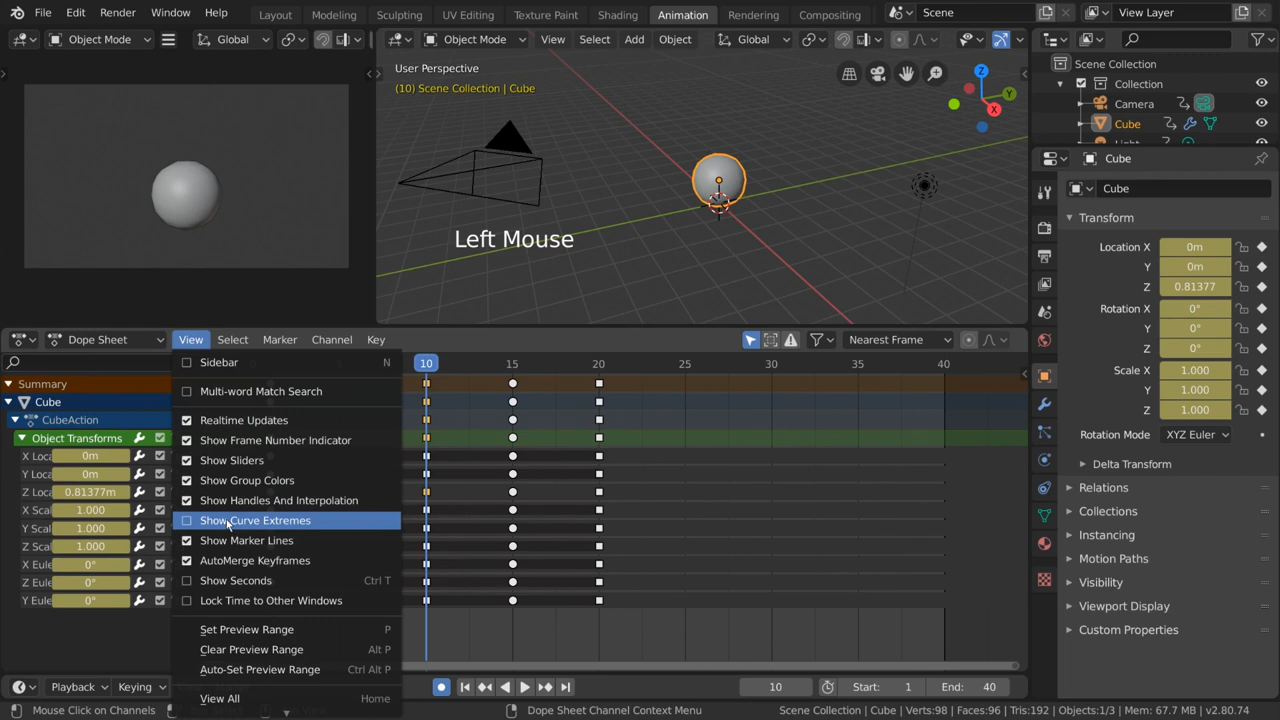 File Edit Render Window Help Layout Modeling Sculpting UV Editing Texture Paint Shading Animation Rendering Compositing Scene View Layer
Object Mode Global Object Mode View Select Add Object Global
User Perspective
(10) Scene Collection | Cube
Z
Y
X
Left Mouse
Scene Collection
Collection
Camera
Cube
Cube
Cube
Transform
Location X 0m
Y 0m
Z 0.81377
Rotation X 0°
Y 0°
Z 0°
Scale X 1.000
Y 1.000
Z 1.000
Rotation Mode XYZ Euler
Delta Transform
Relations
Collections
Instancing
Motion Paths
Visibility
Viewport Display
Custom Properties
Dope Sheet View Select Marker Channel Key Nearest Frame
10 15 20 25 30 35 40
Summary
Cube
CubeAction
Object Transforms
X Loca 0m
Y Loca 0m
Z Loca 0.81377m
X Scal 1.000
Y Scal 1.000
Z Scal 1.000
X Eule 0°
Z Eule 0°
Y Eule 0°
Sidebar N
Multi-word Match Search
Realtime Updates
Show Frame Number Indicator
Show Sliders
Show Group Colors
Show Handles And Interpolation
Show Curve Extremes
Show Marker Lines
AutoMerge Keyframes
Show Seconds Ctrl T
Lock Time to Other Windows
Set Preview Range P
Clear Preview Range Alt P
Auto-Set Preview Range Ctrl Alt P
View All Home
Playback Keying 10 Start: 1 End: 40
Mouse Click on Channels Dope Sheet Context Menu Scene Collection | Cube | Verts:98 | Faces:96 | Tris:192 | Objects:1/3 | Mem: 67.7 MB | v2.80.74